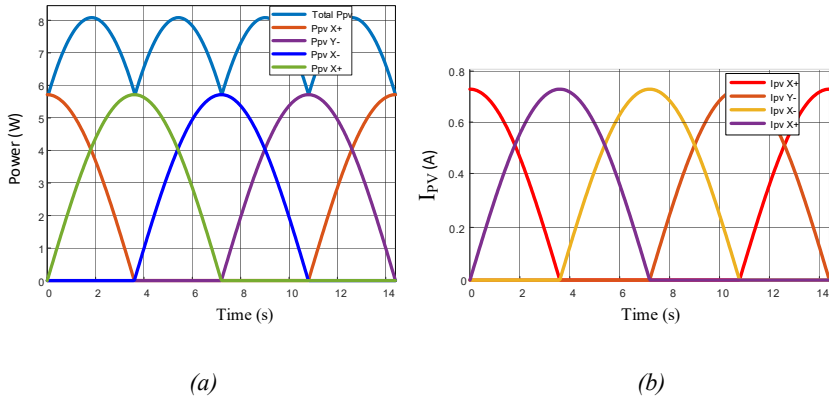 Total Ppv
Ppv X+
Ppv Y-
Ppv X-
Ppv X+
Power (W)
8
7
6
5
4
3
2
1
0
0 2 4 6 8 10 12 14
Time (s)
(a)
Ipv X+
Ipv Y-
Ipv X-
Ipv X+
IPV (A)
0.8
0.6
0.4
0.2
0
0 2 4 6 8 10 12 14
Time (s)
(b)